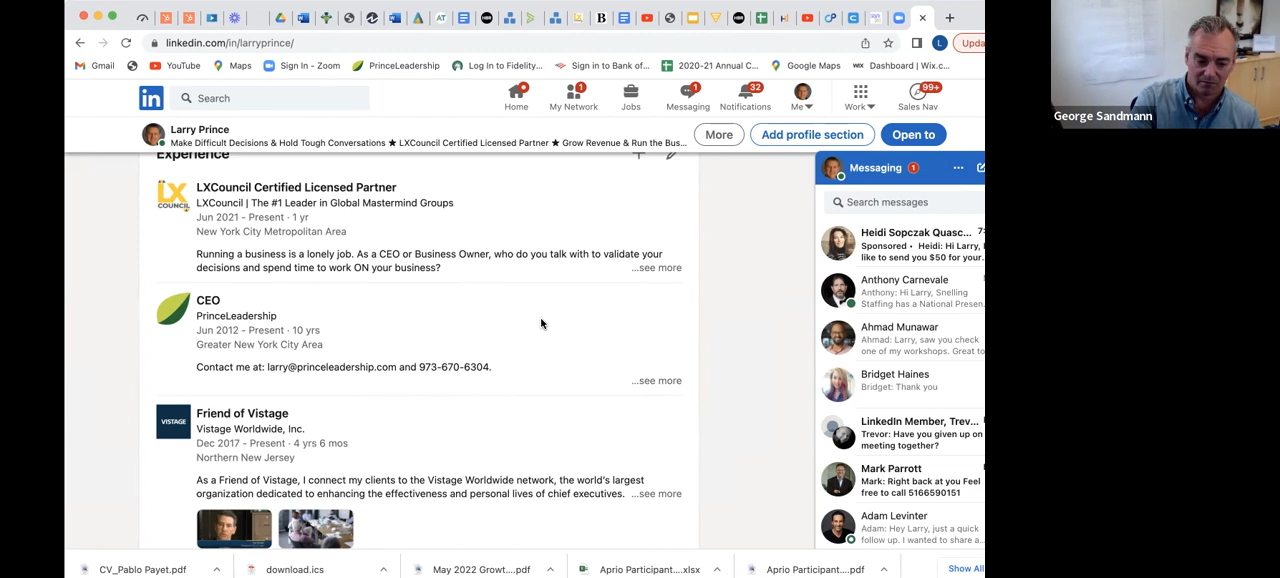 linkedin.com/in/larryprince/
Upda
Gmail
YouTube
Maps
Sign In - Zoom
PrinceLeadership
Log In to Fidelity...
Sign in to Bank of...
2020-21 Annual C...
Google Maps
Dashboard | Wix.c...
in
Search
Home
My Network
Jobs
Messaging
Notifications
Me
Work
Sales Nav
1
1
32
99+
Larry Prince
Make Difficult Decisions & Hold Tough Conversations ★ LXCouncil Certified Licensed Partner ★ Grow Revenue & Run the Bus...
More
Add profile section
Open to
Experience
LX
COUNCIL
LXCouncil Certified Licensed Partner
LXCouncil | The #1 Leader in Global Mastermind Groups
Jun 2021 - Present · 1 yr
New York City Metropolitan Area
Running a business is a lonely job. As a CEO or Business Owner, who do you talk with to validate your
decisions and spend time to work ON your business?
...see more
CEO
PrinceLeadership
Jun 2012 - Present · 10 yrs
Greater New York City Area
Contact me at: larry@princeleadership.com and 973-670-6304.
...see more
VISTAGE
Friend of Vistage
Vistage Worldwide, Inc.
Dec 2017 - Present · 4 yrs 6 mos
Northern New Jersey
As a Friend of Vistage, I connect my clients to the Vistage Worldwide network, the world's largest
organization dedicated to enhancing the effectiveness and personal lives of chief executives.
...see more
Messaging 1
Search messages
Heidi Sopczak Quasc...
Sponsored • Heidi: Hi Larry, I
like to send you $50 for your
Anthony Carnevale
Anthony: Hi Larry, Snelling
Staffing has a National Presen
Ahmad Munawar
Ahmad: Larry, saw you check
one of my workshops. Great to
Bridget Haines
Bridget: Thank you
LinkedIn Member, Trev...
Trevor: Have you given up on
meeting together?
Mark Parrott
Mark: Right back at you Feel
free to call 5166590151
Adam Levinter
Adam: Hey Larry, just a quick
follow up. I wanted to share a
CV_Pablo Payet.pdf
download.ics
May 2022 Growt....pdf
Aprio Participant....xlsx
Aprio Participant....pdf
Show All
George Sandmann